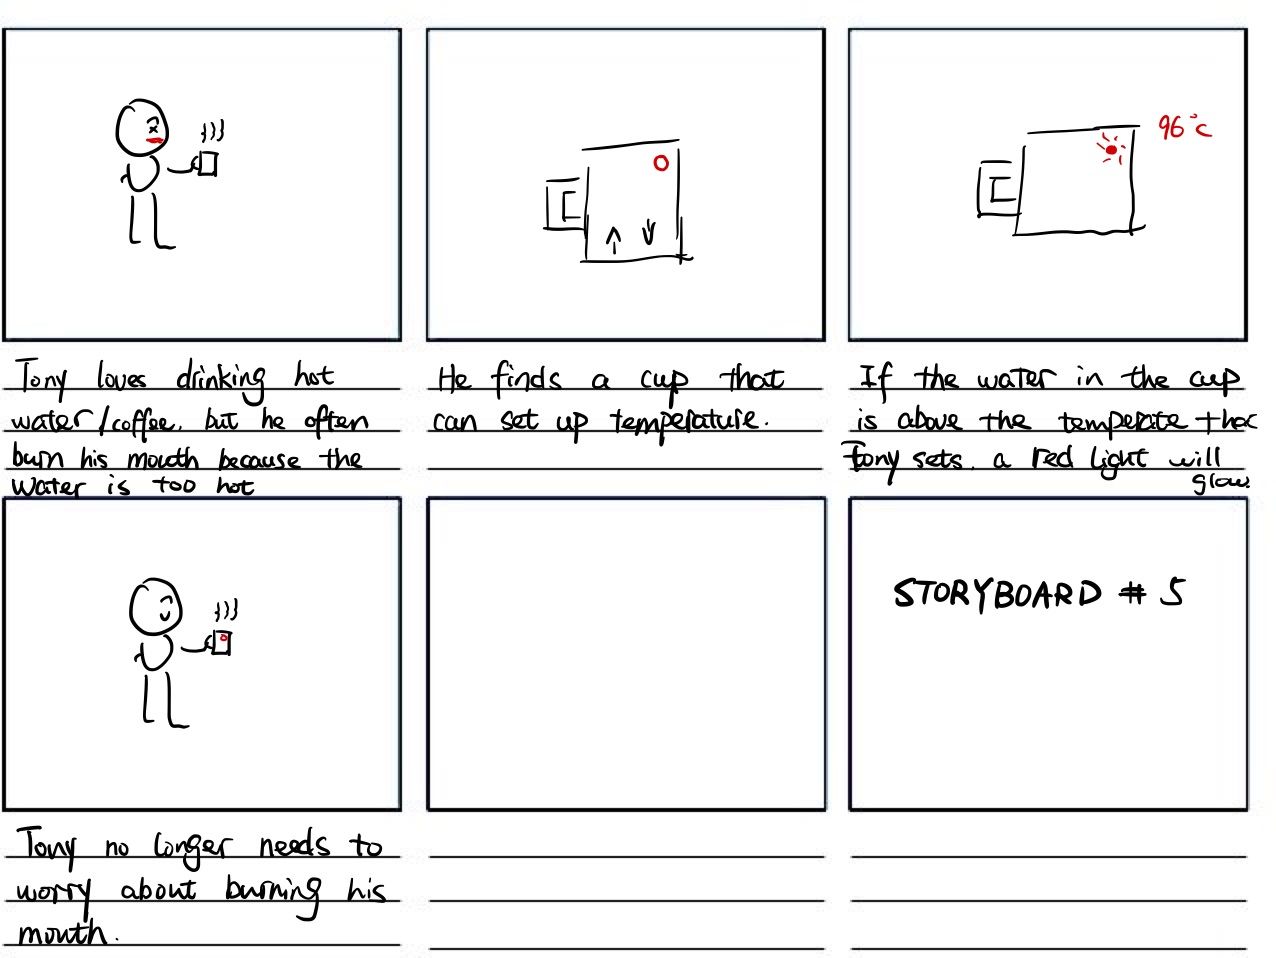 Tony loves drinking hot
water/coffee, but he often
burn his mouth because the
water is too hot
He finds a cup that
can set up temperature.
96°c
If the water in the cup
is above the temperate that
Tony sets, a red light will
glow.
Tony no longer needs to
worry about burning his
mouth.
STORYBOARD # 5